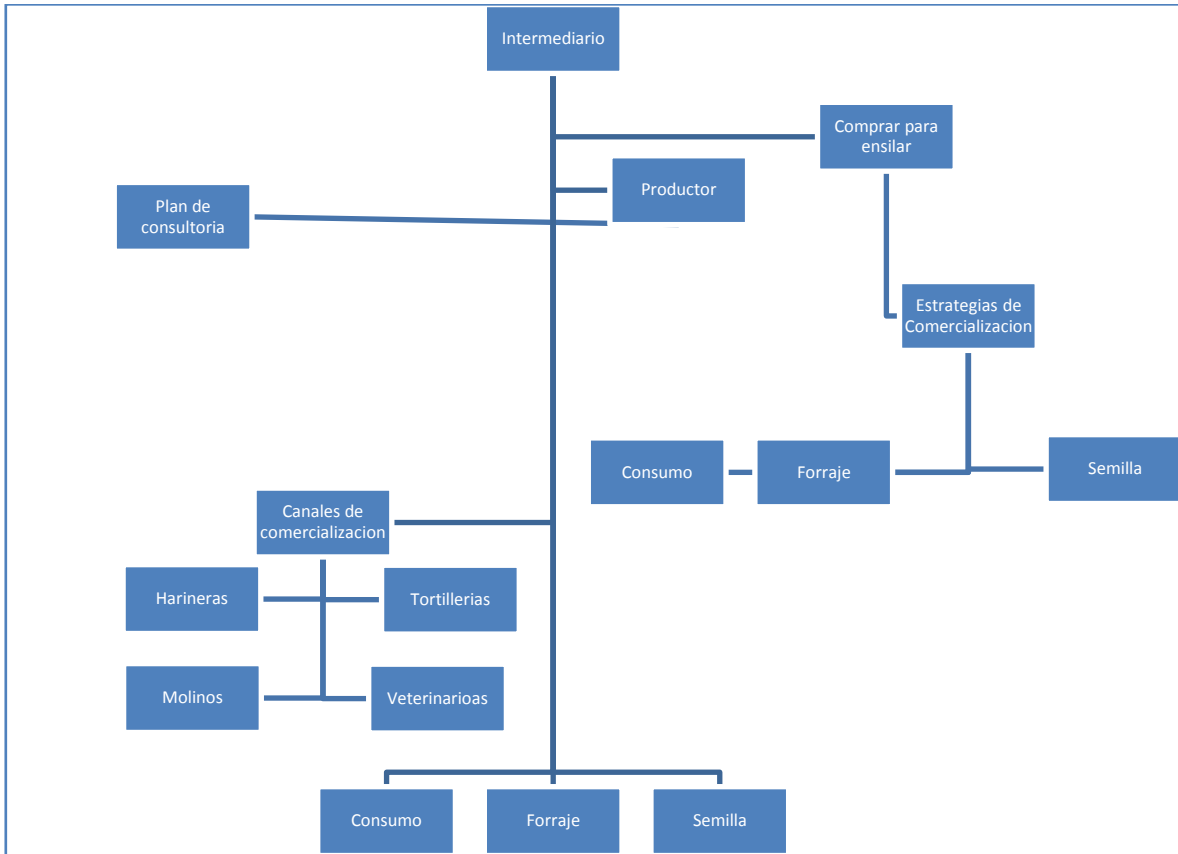 Intermediario
Comprar para
ensilar
Productor
Plan de
consultoria
Estrategias de
Comercializacion
Consumo
Forraje
Semilla
Canales de
comercializacion
Harineras
Tortillerias
Molinos
Veterinarioas
Consumo
Forraje
Semilla